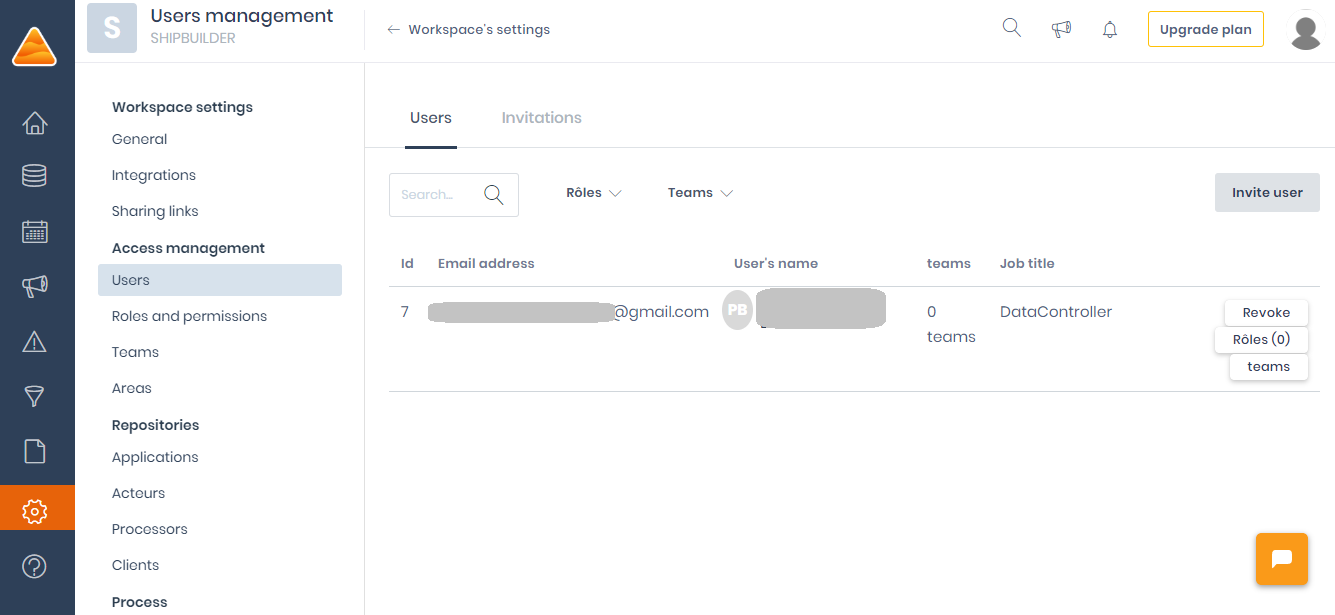 S
Users management
SHIPBUILDER
← Workspace's settings
Upgrade plan
Workspace settings
General
Integrations
Sharing links
Access management
Users
Roles and permissions
Teams
Areas
Repositories
Applications
Acteurs
Processors
Clients
Process
Users
Invitations
Search...
Rôles
Teams
Invite user
Id
Email address
User's name
teams
Job title
7
@gmail.com
PB
0
teams
DataController
Revoke
Rôles (0)
teams